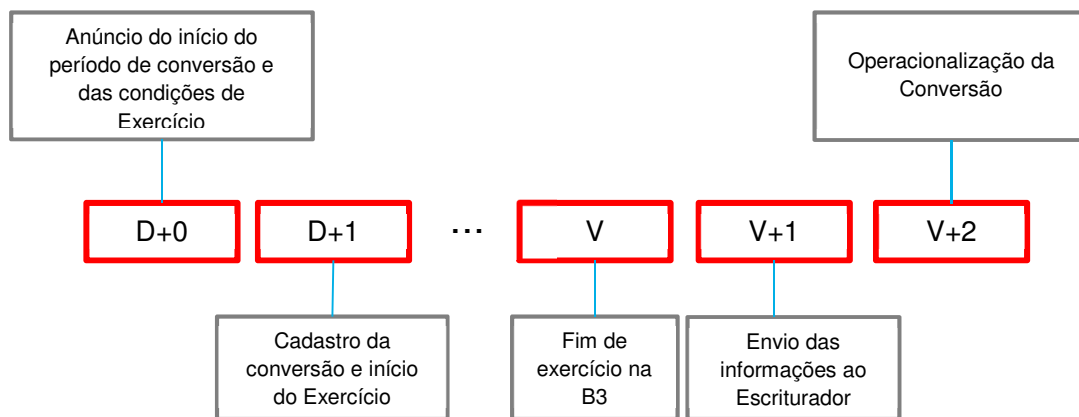 Anúncio do início do
período de conversão e
das condições de
Exercício
Operacionalização da
Conversão
D+0
D+1
...
V
V+1
V+2
Cadastro da
conversão e início
do Exercício
Fim de
exercício na
B3
Envio das
informações ao
Escriturador